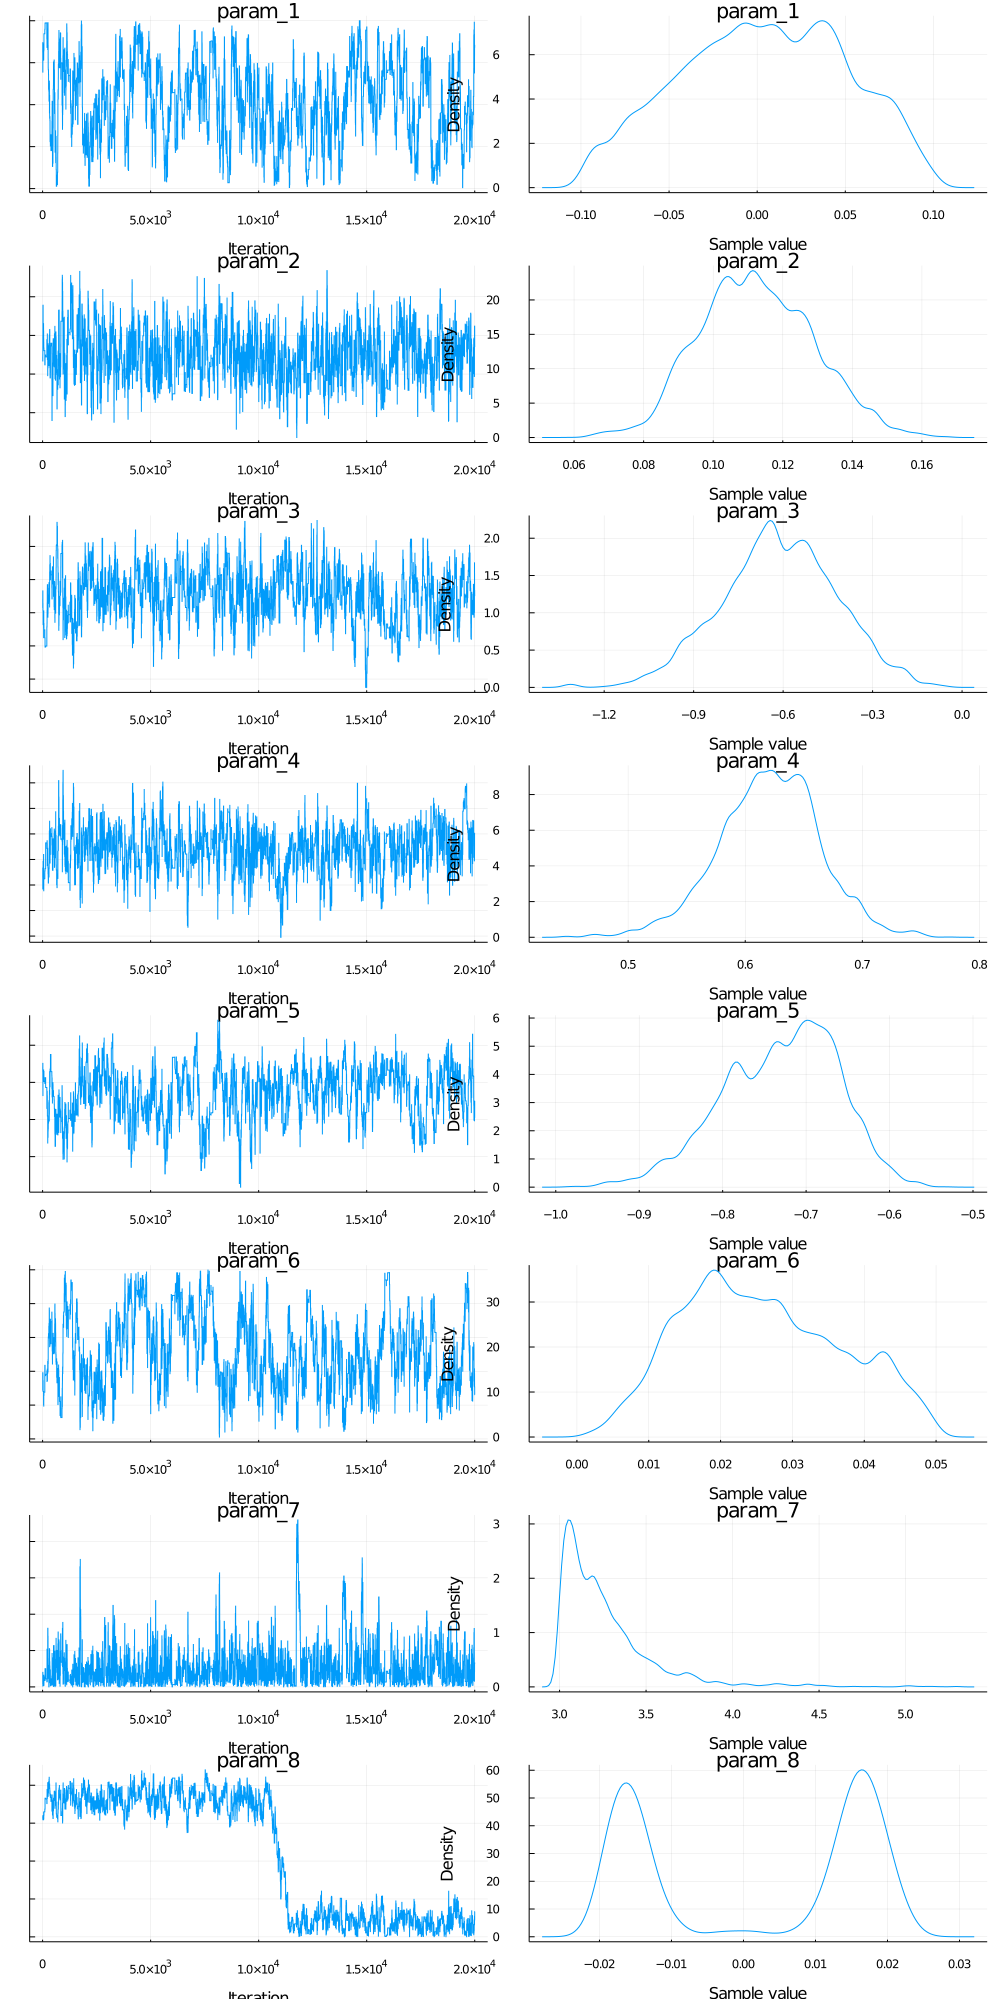 param_1 param_1
Density
6
4
2
0
0 5.0×10³ 1.0×10⁴ 1.5×10⁴ 2.0×10⁴ −0.10 −0.05 0.00 0.05 0.10
Iteration Sample value
param_2 param_2
Density
20
15
10
5
0
0 5.0×10³ 1.0×10⁴ 1.5×10⁴ 2.0×10⁴ 0.06 0.08 0.10 0.12 0.14 0.16
Iteration Sample value
param_3 param_3
Density
2.0
1.5
1.0
0.5
0.0
0 5.0×10³ 1.0×10⁴ 1.5×10⁴ 2.0×10⁴ −1.2 −0.9 −0.6 −0.3 0.0
Iteration Sample value
param_4 param_4
Density
8
6
4
2
0
0 5.0×10³ 1.0×10⁴ 1.5×10⁴ 2.0×10⁴ 0.5 0.6 0.7 0.8
Iteration Sample value
param_5 param_5
Density
6
5
4
3
2
1
0
0 5.0×10³ 1.0×10⁴ 1.5×10⁴ 2.0×10⁴ −1.0 −0.9 −0.8 −0.7 −0.6 −0.5
Iteration Sample value
param_6 param_6
Density
30
20
10
0
0 5.0×10³ 1.0×10⁴ 1.5×10⁴ 2.0×10⁴ 0.00 0.01 0.02 0.03 0.04 0.05
Iteration Sample value
param_7 param_7
Density
3
2
1
0
0 5.0×10³ 1.0×10⁴ 1.5×10⁴ 2.0×10⁴ 3.0 3.5 4.0 4.5 5.0
Iteration Sample value
param_8 param_8
Density
60
50
40
30
20
10
0
0 5.0×10³ 1.0×10⁴ 1.5×10⁴ 2.0×10⁴ −0.02 −0.01 0.00 0.01 0.02 0.03
Iteration Sample value